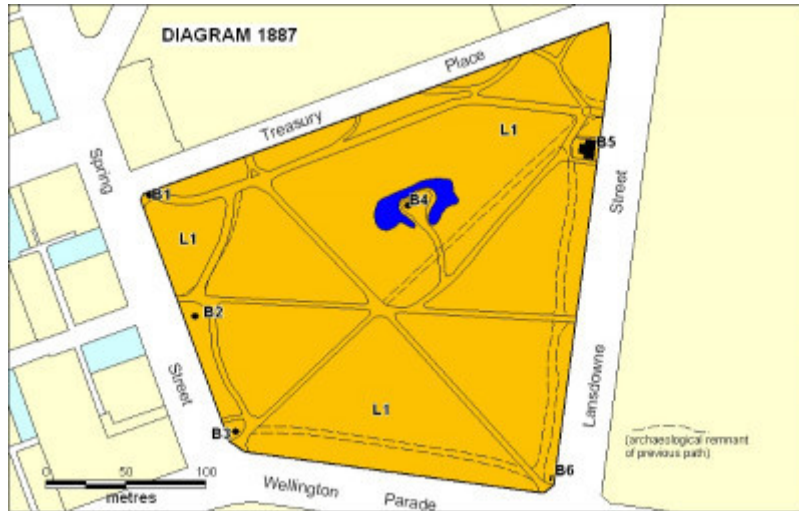 DIAGRAM 1887
Treasury Place
Spring Street
Lansdowne Street
Wellington Parade
L1
B5
B1
B4
L1
B2
L1
B3
B6
(archaeological remnant
of previous path)
0 50 100
metres